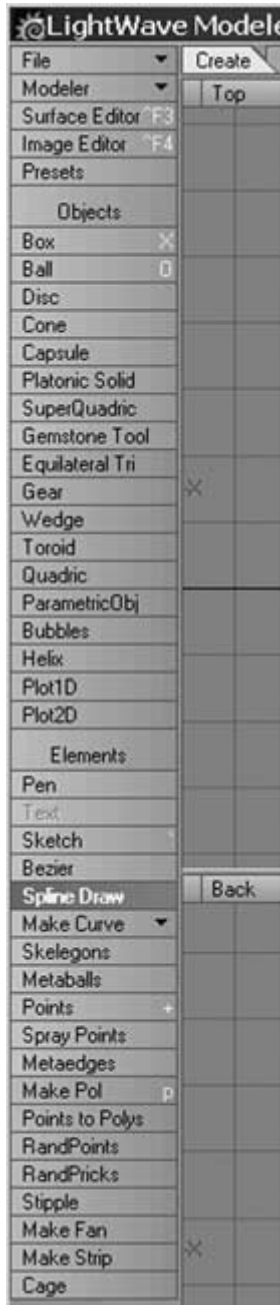 LightWave Modele
File
Create
Modeler
Top
Surface Editor ^F3
Image Editor ^F4
Presets
Objects
Box X
Ball O
Disc
Cone
Capsule
Platonic Solid
SuperQuadric
Gemstone Tool
Equilateral Tri
Gear
Wedge
Toroid
Quadric
ParametricObj
Bubbles
Helix
Plot1D
Plot2D
Elements
Pen
Text
Sketch `
Bezier
Spline Draw
Back
Make Curve
Skelegons
Metaballs
Points +
Spray Points
Metaedges
Make Pol p
Points to Polys
RandPoints
RandPricks
Stipple
Make Fan
Make Strip
Cage